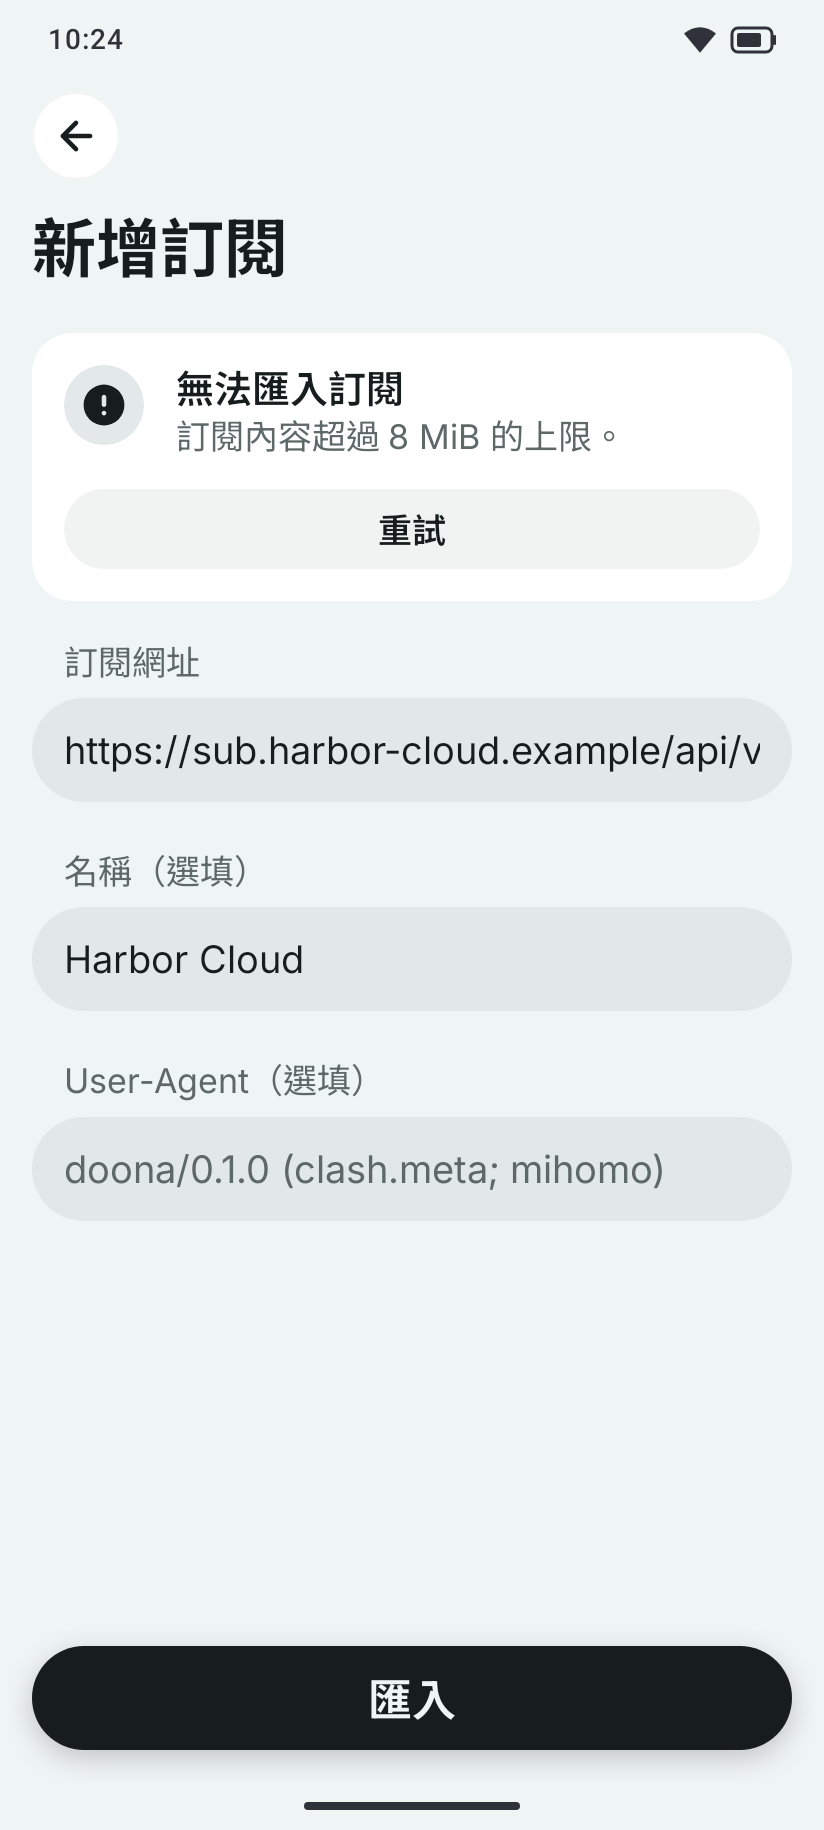 10:24
新增訂閱
無法匯入訂閱
訂閱內容超過 8 MiB 的上限。
重試
訂閱網址
https://sub.harbor-cloud.example/api/v
名稱（選填）
Harbor Cloud
User-Agent（選填）
doona/0.1.0 (clash.meta; mihomo)
匯入